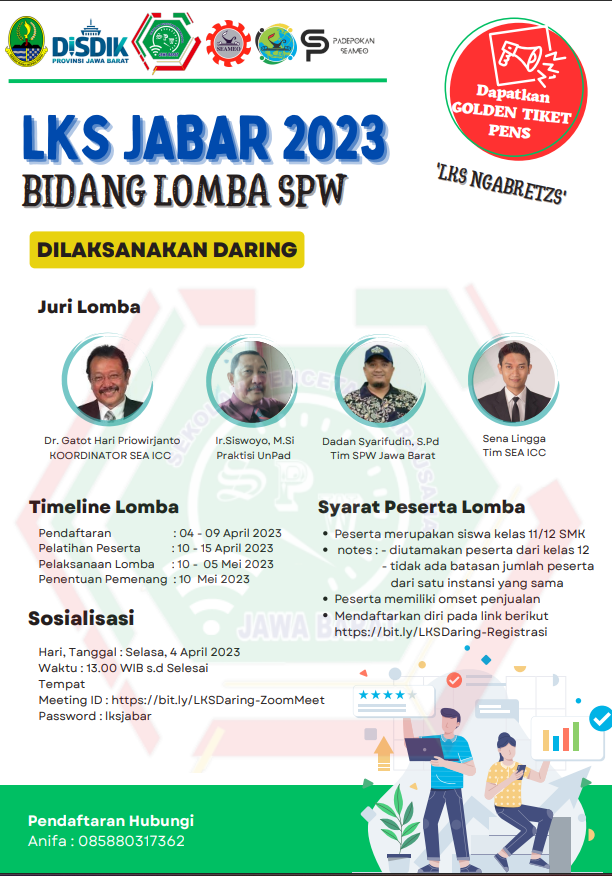 DISDIK
PROVINSI JAWA BARAT
SEAMEO
SP
PADEPOKAN
SEAMEO
Dapatkan
GOLDEN TIKET
PENS
'LKS NGABRETZS'
LKS JABAR 2023
BIDANG LOMBA SPW
DILAKSANAKAN DARING
Juri Lomba
Dr. Gatot Hari Priowirjanto
KOORDINATOR SEA ICC
Ir.Siswoyo, M.Si
Praktisi UnPad
Dadan Syarifudin, S.Pd
Tim SPW Jawa Barat
Sena Lingga
Tim SEA ICC
SPW
JAWA BARAT
Timeline Lomba
Pendaftaran : 04 - 09 April 2023
Pelatihan Peserta : 10 - 15 April 2023
Pelaksanaan Lomba : 10 - 05 Mei 2023
Penentuan Pemenang : 10 Mei 2023
Syarat Peserta Lomba
• Peserta merupakan siswa kelas 11/12 SMK
• notes : - diutamakan peserta dari kelas 12
- tidak ada batasan jumlah peserta
dari satu instansi yang sama
• Peserta memiliki omset penjualan
• Mendaftarkan diri pada link berikut
https://bit.ly/LKSDaring-Registrasi
Sosialisasi
Hari, Tanggal : Selasa, 4 April 2023
Waktu : 13.00 WIB s.d Selesai
Tempat
Meeting ID : https://bit.ly/LKSDaring-ZoomMeet
Password : lksjabar
Pendaftaran Hubungi
Anifa : 085880317362